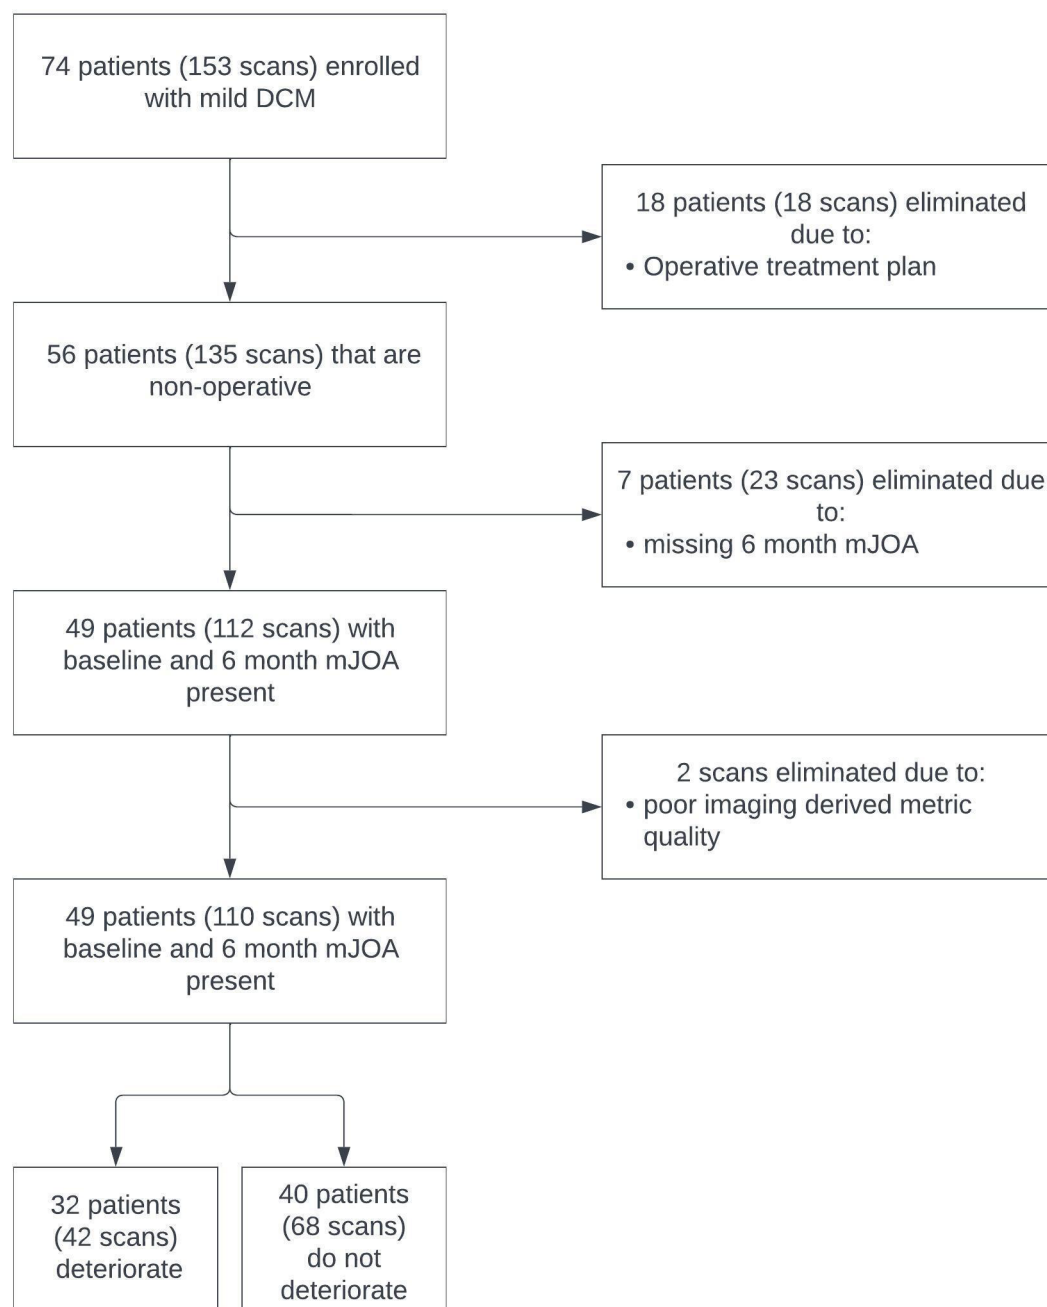 74 patients (153 scans) enrolled
with mild DCM
18 patients (18 scans) eliminated
due to:
• Operative treatment plan
56 patients (135 scans) that are
non-operative
7 patients (23 scans) eliminated due
to:
• missing 6 month mJOA
49 patients (112 scans) with
baseline and 6 month mJOA
present
2 scans eliminated due to:
• poor imaging derived metric
quality
49 patients (110 scans) with
baseline and 6 month mJOA
present
32 patients
(42 scans)
deteriorate
40 patients
(68 scans)
do not
deteriorate